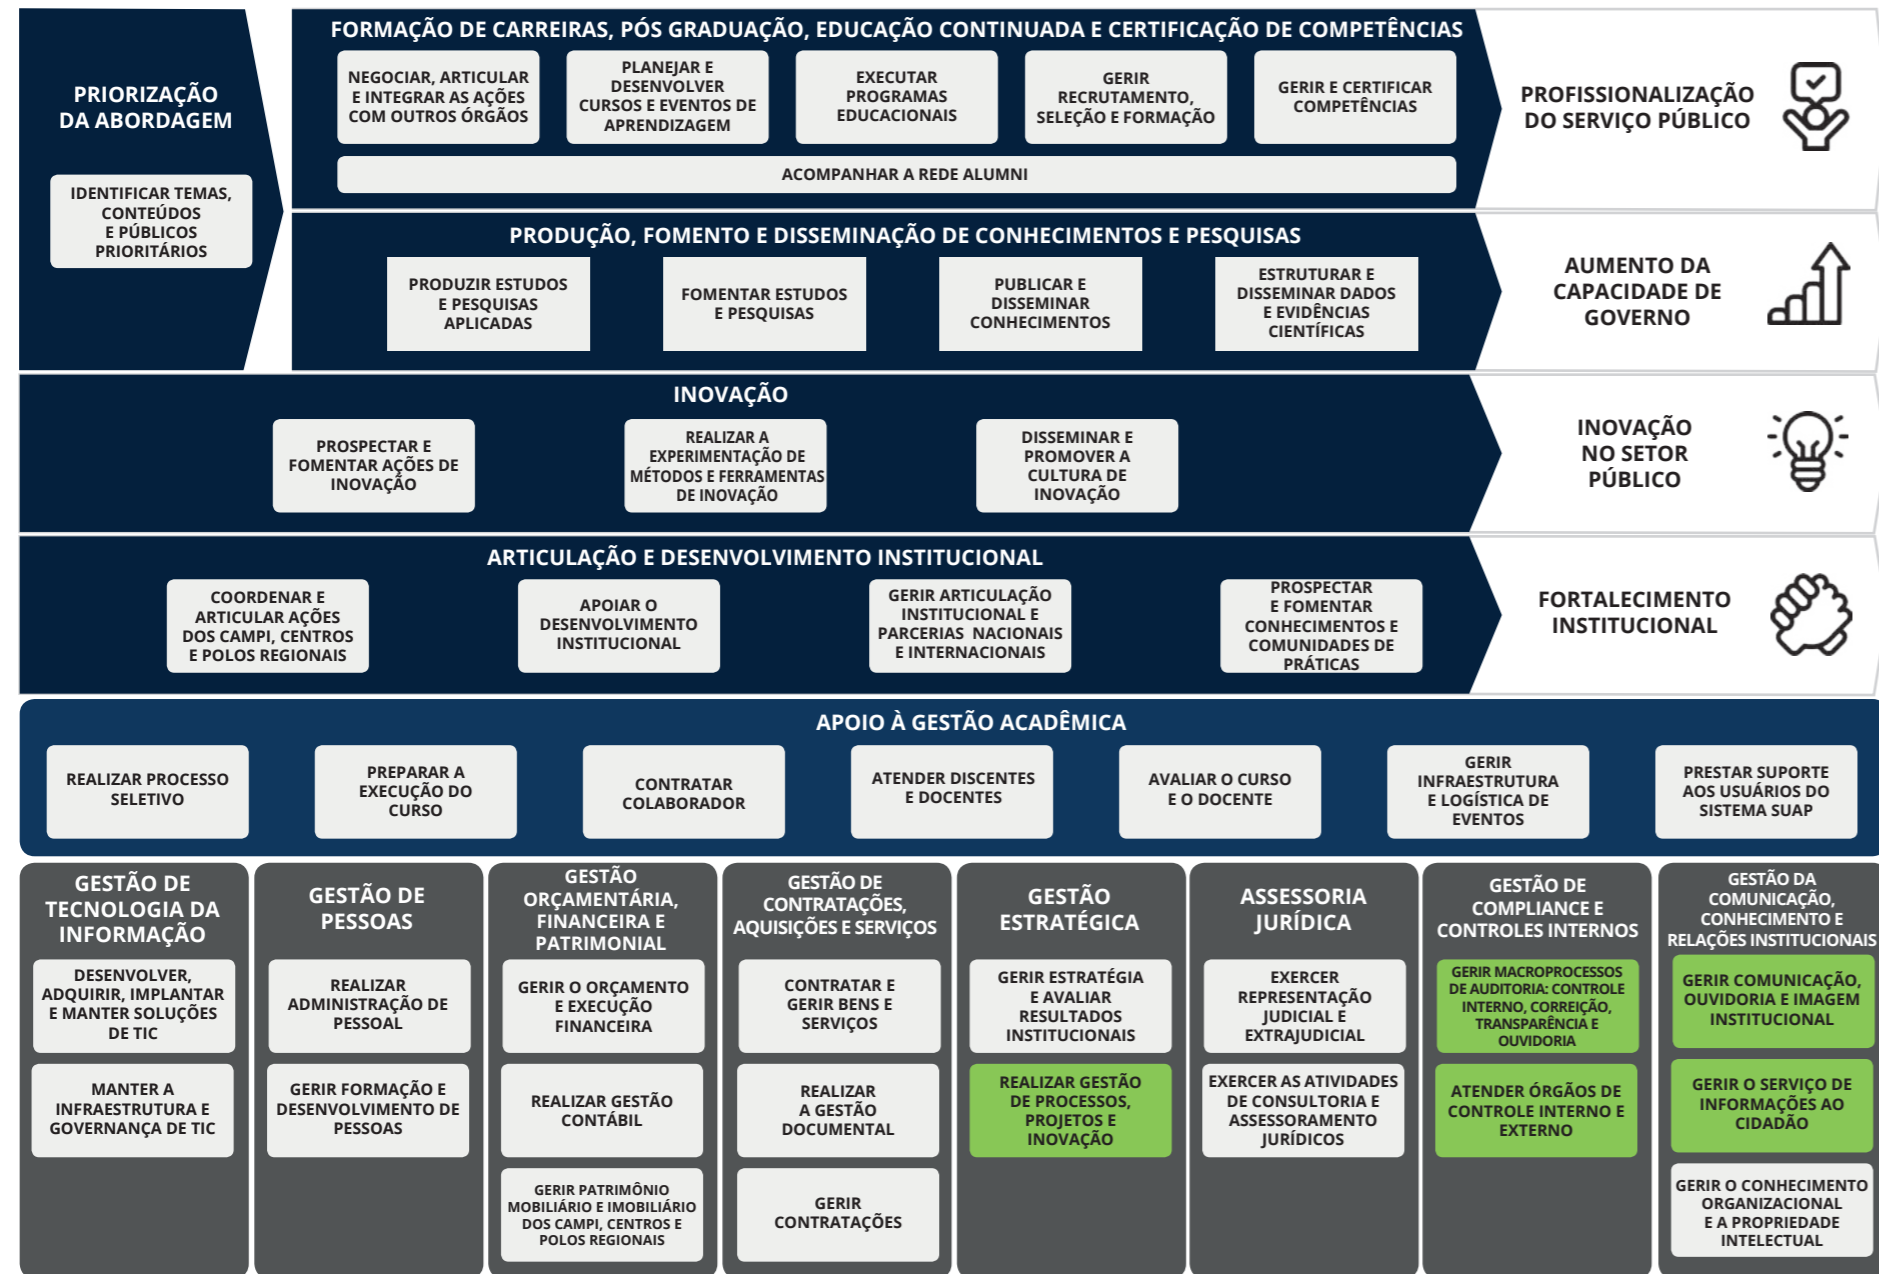 PRIORIZAÇÃO
DA ABORDAGEM
IDENTIFICAR TEMAS,
CONTEÚDOS
E PÚBLICOS
PRIORITÁRIOS
FORMAÇÃO DE CARREIRAS, PÓS GRADUAÇÃO, EDUCAÇÃO CONTINUADA E CERTIFICAÇÃO DE COMPETÊNCIAS
NEGOCIAR, ARTICULAR
E INTEGRAR AS AÇÕES
COM OUTROS ÓRGÃOS
PLANEJAR E
DESENVOLVER
CURSOS E EVENTOS DE
APRENDIZAGEM
EXECUTAR
PROGRAMAS
EDUCACIONAIS
GERIR
RECRUTAMENTO,
SELEÇÃO E FORMAÇÃO
GERIR E CERTIFICAR
COMPETÊNCIAS
ACOMPANHAR A REDE ALUMNI
PROFISSIONALIZAÇÃO
DO SERVIÇO PÚBLICO
PRODUÇÃO, FOMENTO E DISSEMINAÇÃO DE CONHECIMENTOS E PESQUISAS
PRODUZIR ESTUDOS
E PESQUISAS
APLICADAS
FOMENTAR ESTUDOS
E PESQUISAS
PUBLICAR E
DISSEMINAR
CONHECIMENTOS
ESTRUTURAR E
DISSEMINAR DADOS
E EVIDÊNCIAS
CIENTÍFICAS
AUMENTO DA
CAPACIDADE DE
GOVERNO
INOVAÇÃO
PROSPECTAR E
FOMENTAR AÇÕES DE
INOVAÇÃO
REALIZAR A
EXPERIMENTAÇÃO DE
MÉTODOS E FERRAMENTAS
DE INOVAÇÃO
DISSEMINAR E
PROMOVER A
CULTURA DE
INOVAÇÃO
INOVAÇÃO
NO SETOR
PÚBLICO
ARTICULAÇÃO E DESENVOLVIMENTO INSTITUCIONAL
COORDENAR E
ARTICULAR AÇÕES
DOS CAMPI, CENTROS
E POLOS REGIONAIS
APOIAR O
DESENVOLVIMENTO
INSTITUCIONAL
GERIR ARTICULAÇÃO
INSTITUCIONAL E
PARCERIAS NACIONAIS
E INTERNACIONAIS
PROSPECTAR
E FOMENTAR
CONHECIMENTOS E
COMUNIDADES DE
PRÁTICAS
FORTALECIMENTO
INSTITUCIONAL
APOIO À GESTÃO ACADÊMICA
REALIZAR PROCESSO
SELETIVO
PREPARAR A
EXECUÇÃO DO
CURSO
CONTRATAR
COLABORADOR
ATENDER DISCENTES
E DOCENTES
AVALIAR O CURSO
E O DOCENTE
GERIR
INFRAESTRUTURA
E LOGÍSTICA DE
EVENTOS
PRESTAR SUPORTE
AOS USUÁRIOS DO
SISTEMA SUAP
GESTÃO DE
TECNOLOGIA DA
INFORMAÇÃO
DESENVOLVER,
ADQUIRIR, IMPLANTAR
E MANTER SOLUÇÕES
DE TIC
MANTER A
INFRAESTRUTURA E
GOVERNANÇA DE TIC
GESTÃO DE
PESSOAS
REALIZAR
ADMINISTRAÇÃO DE
PESSOAL
GERIR FORMAÇÃO E
DESENVOLVIMENTO DE
PESSOAS
GESTÃO
ORÇAMENTÁRIA,
FINANCEIRA E
PATRIMONIAL
GERIR O ORÇAMENTO
E EXECUÇÃO
FINANCEIRA
REALIZAR GESTÃO
CONTÁBIL
GERIR PATRIMÔNIO
MOBILIÁRIO E IMOBILIÁRIO
DOS CAMPI, CENTROS E
POLOS REGIONAIS
GESTÃO DE
CONTRATAÇÕES,
AQUISIÇÕES E SERVIÇOS
CONTRATAR E
GERIR BENS E
SERVIÇOS
REALIZAR
A GESTÃO
DOCUMENTAL
GERIR
CONTRATAÇÕES
GESTÃO
ESTRATÉGICA
GERIR ESTRATÉGIA
E AVALIAR
RESULTADOS
INSTITUCIONAIS
REALIZAR GESTÃO
DE PROCESSOS,
PROJETOS E
INOVAÇÃO
ASSESSORIA
JURÍDICA
EXERCER
REPRESENTAÇÃO
JUDICIAL E
EXTRAJUDICIAL
EXERCER AS ATIVIDADES
DE CONSULTORIA E
ASSESSORAMENTO
JURÍDICOS
GESTÃO DE
COMPLIANCE E
CONTROLES INTERNOS
GERIR MACROPROCESSOS
DE AUDITORIA: CONTROLE
INTERNO, CORREIÇÃO,
TRANSPARÊNCIA E
OUVIDORIA
ATENDER ÓRGÃOS DE
CONTROLE INTERNO E
EXTERNO
GESTÃO DA
COMUNICAÇÃO,
CONHECIMENTO E
RELAÇÕES INSTITUCIONAIS
GERIR COMUNICAÇÃO,
OUVIDORIA E IMAGEM
INSTITUCIONAL
GERIR O SERVIÇO DE
INFORMAÇÕES AO
CIDADÃO
GERIR O CONHECIMENTO
ORGANIZACIONAL
E A PROPRIEDADE
INTELECTUAL